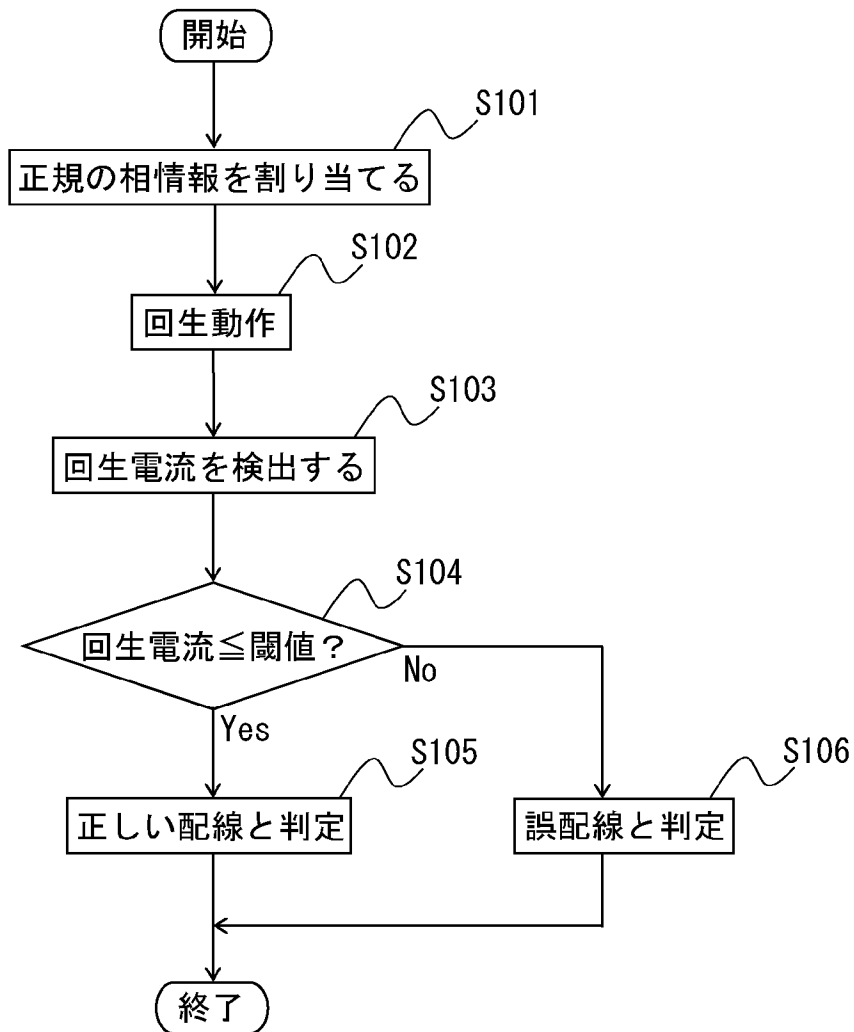 開始
S101
正規の相情報を割り当てる
S102
回生動作
S103
回生電流を検出する
S104
回生電流≦閾値？
No
Yes
S105
正しい配線と判定
S106
誤配線と判定
終了